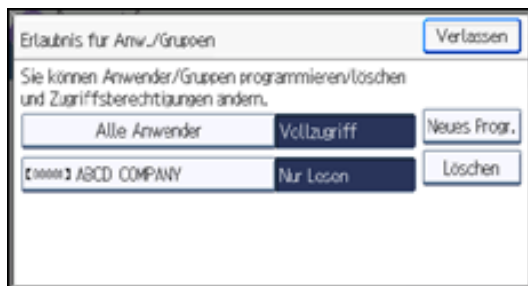 Erlaubnis für Anw../Gruppen
Verlassen
Sie können Anwender/Gruppen programmieren/löschen
und Zugriffsberechtigungen ändern.
Alle Anwender
Vollzugriff
Neues Progr.
[00001] ABCD COMPANY
Nur Lesen
Löschen